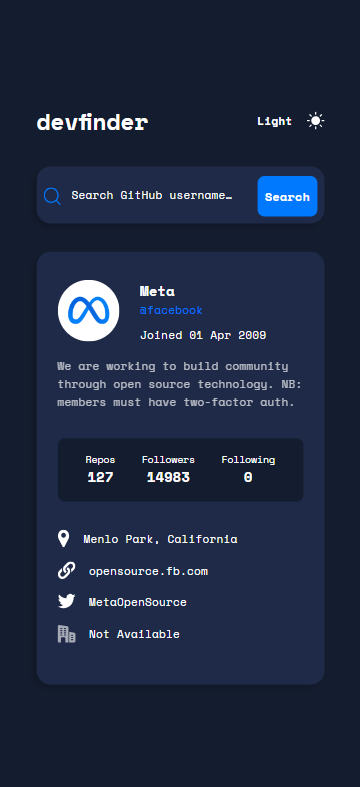 devfinder
Light
Search GitHub username…
Search
Meta
@facebook
Joined 01 Apr 2009
We are working to build community
through open source technology. NB:
members must have two-factor auth.
Repos Followers Following
127 14983 0
Menlo Park, California
opensource.fb.com
MetaOpenSource
Not Available